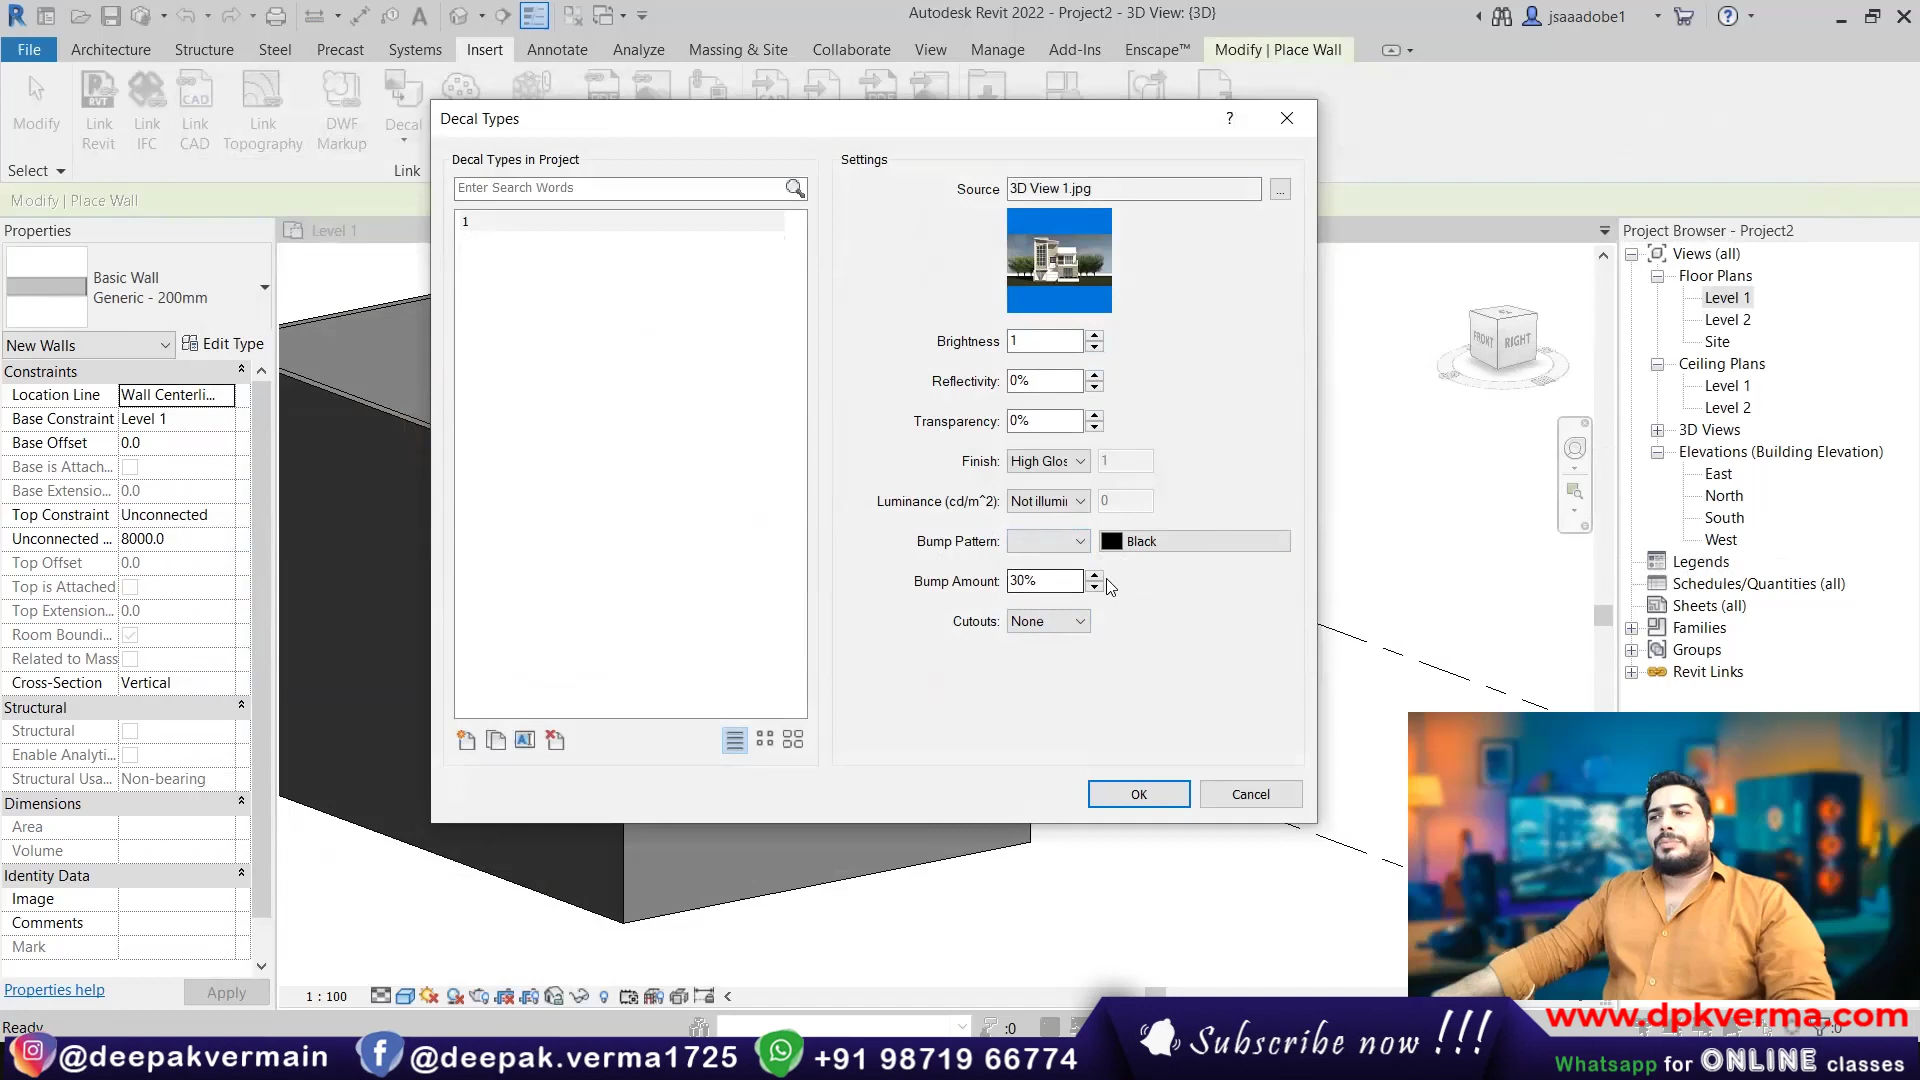 Autodesk Revit 2022 - Project2 - 3D View: {3D}
jsaaadobe1
File Architecture Structure Steel Precast Systems Insert Annotate Analyze Massing & Site Collaborate View Manage Add-Ins Enscape™ Modify | Place Wall
Modify
Link Revit
Link IFC
Link CAD
Link Topography
DWF Markup
Decal
Select
Link
Modify | Place Wall
Properties
Basic Wall
Generic - 200mm
New Walls
Edit Type
Constraints
Location Line Wall Centerli...
Base Constraint Level 1
Base Offset 0.0
Base is Attach...
Base Extensio... 0.0
Top Constraint Unconnected
Unconnected ... 8000.0
Top Offset 0.0
Top is Attached
Top Extension... 0.0
Room Boundi...
Related to Mass
Cross-Section Vertical
Structural
Structural
Enable Analyti...
Structural Usa... Non-bearing
Dimensions
Area
Volume
Identity Data
Image
Comments
Mark
Properties help
Apply
Ready
Level 1
Decal Types
?
Decal Types in Project
Enter Search Words
1
Settings
Source 3D View 1.jpg
...
Brightness 1
Reflectivity: 0%
Transparency: 0%
Finish: High Glos 1
Luminance (cd/m^2): Not illumi 0
Bump Pattern: Black
Bump Amount: 30%
Cutouts: None
OK
Cancel
FRONT RIGHT
Project Browser - Project2
Views (all)
Floor Plans
Level 1
Level 2
Site
Ceiling Plans
Level 1
Level 2
3D Views
Elevations (Building Elevation)
East
North
South
West
Legends
Schedules/Quantities (all)
Sheets (all)
Families
Groups
Revit Links
1 : 100
:0
:0
@deepakvermain
@deepak.verma1725
+91 98719 66774
Subscribe now !!!
www.dpkverma.com
Whatsapp for ONLINE classes